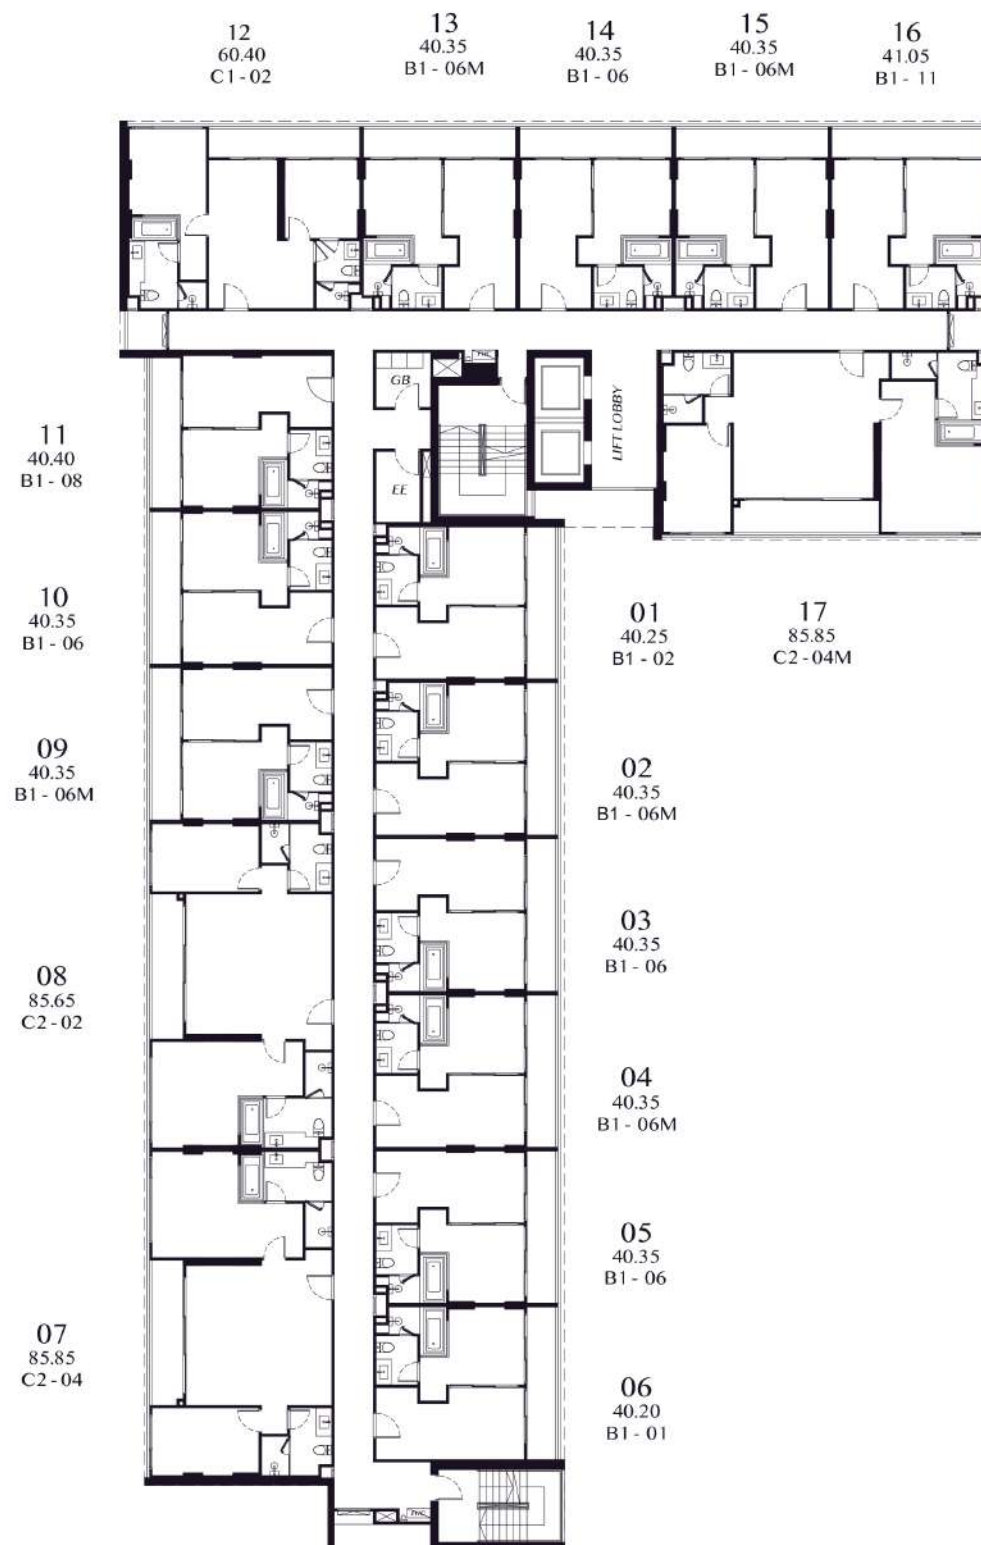 12
60.40
C1 - 02
13
40.35
B1 - 06M
14
40.35
B1 - 06
15
40.35
B1 - 06M
16
41.05
B1 - 11
GB
LIFT LOBBY
EE
11
40.40
B1 - 08
10
40.35
B1 - 06
01
40.25
B1 - 02
17
85.85
C2 - 04M
09
40.35
B1 - 06M
02
40.35
B1 - 06M
03
40.35
B1 - 06
08
85.65
C2 - 02
04
40.35
B1 - 06M
05
40.35
B1 - 06
07
85.85
C2 - 04
06
40.20
B1 - 01